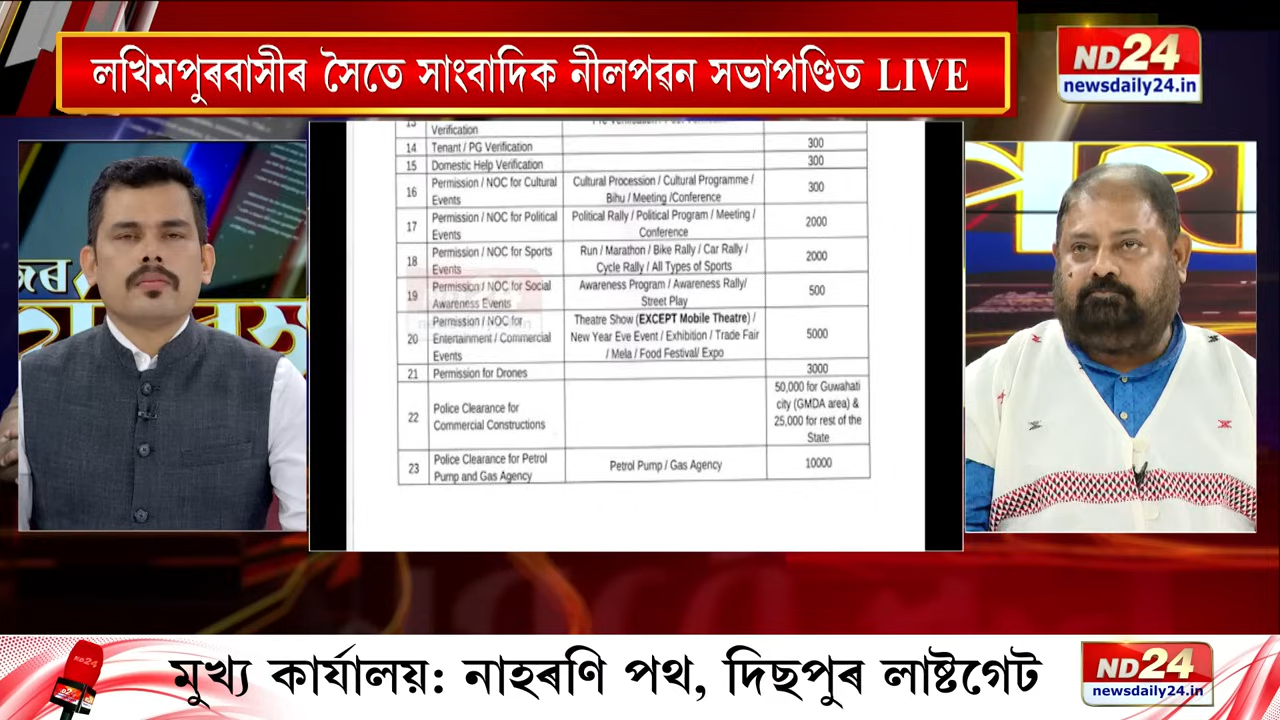 লখিমপুৰবাসীৰ সৈতে সাংবাদিক নীলপৱন সভাপণ্ডিত LIVE
ND24
newsdaily24.in
13 Verification
14 Tenant / PG Verification 300
15 Domestic Help Verification 300
16 Permission / NOC for Cultural Events Cultural Procession / Cultural Programme / Bihu / Meeting /Conference 300
17 Permission / NOC for Political Events Political Rally / Political Program / Meeting / Conference 2000
18 Permission / NOC for Sports Events Run / Marathon / Bike Rally / Car Rally / Cycle Rally / All Types of Sports 2000
19 Permission / NOC for Social Awareness Events Awareness Program / Awareness Rally/ Street Play 500
20 Permission / NOC for Entertainment / Commercial Events Theatre Show (EXCEPT Mobile Theatre) / New Year Eve Event / Exhibition / Trade Fair / Mela / Food Festival/ Expo 5000
21 Permission for Drones 3000
22 Police Clearance for Commercial Constructions 50,000 for Guwahati city (GMDA area) & 25,000 for rest of the State
23 Police Clearance for Petrol Pump and Gas Agency Petrol Pump / Gas Agency 10000
মুখ্য কাৰ্যালয়: নাহৰণি পথ, দিছপুৰ লাষ্টগেট
ND24
newsdaily24.in
ND24